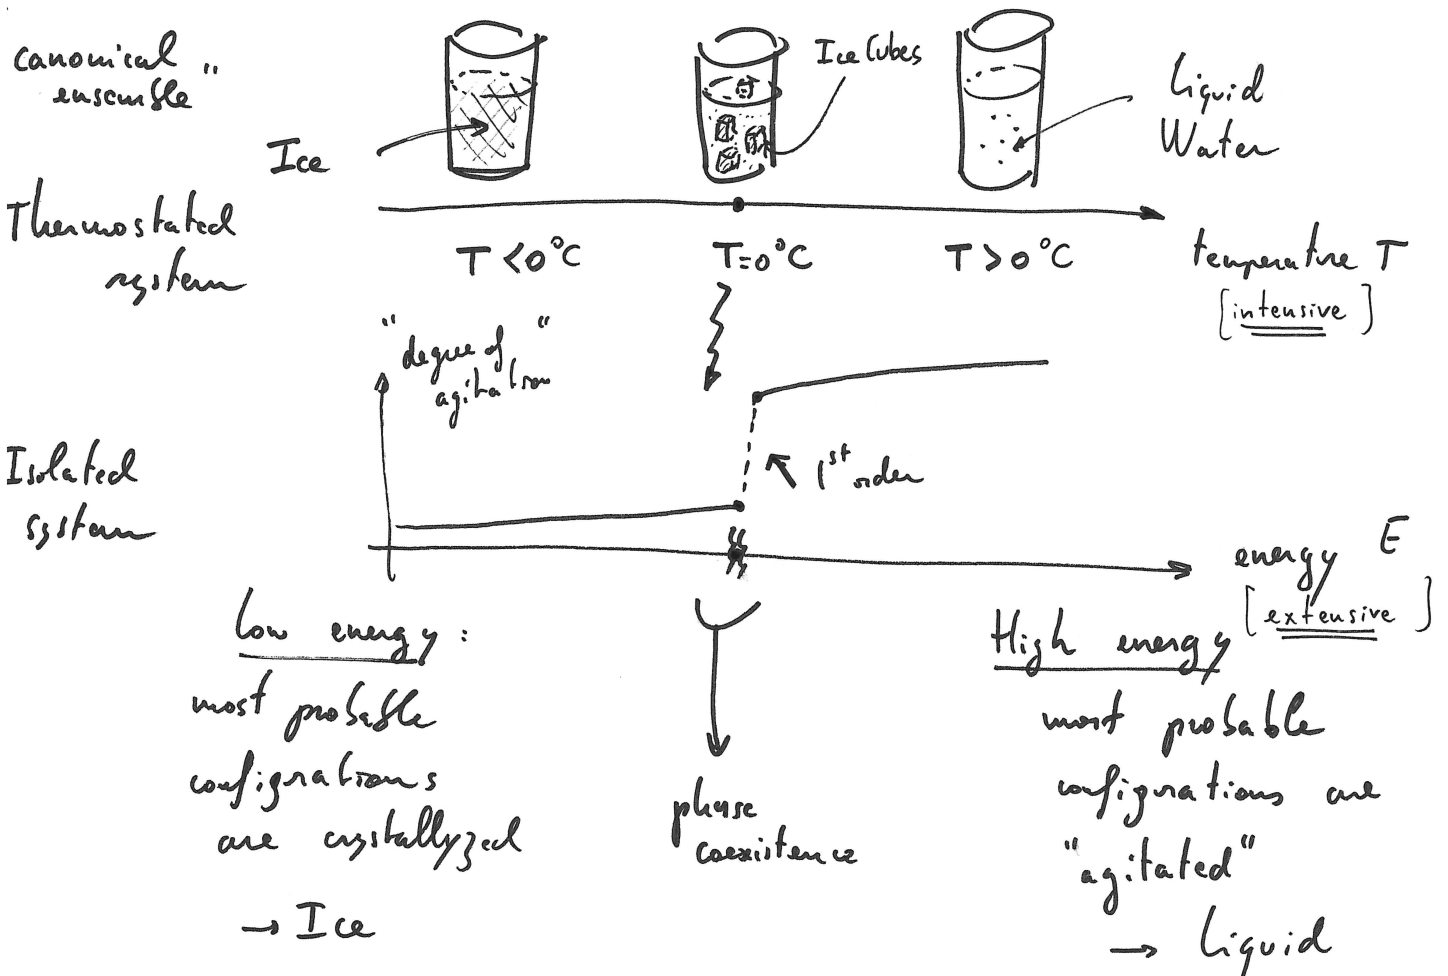 canonical "
ensemble
Ice
Ice Cubes
Liquid
Water
Thermostated
system
T < 0°C
T=0°C
T > 0°C
temperature T
[intensive]
"degree of
agitation"
Isolated
system
1st order
energy E
[extensive]
Low energy:
most probable
configurations
are crystallyzed
→ Ice
phase
coexistence
High energy
most probable
configurations are
"agitated"
→ Liquid